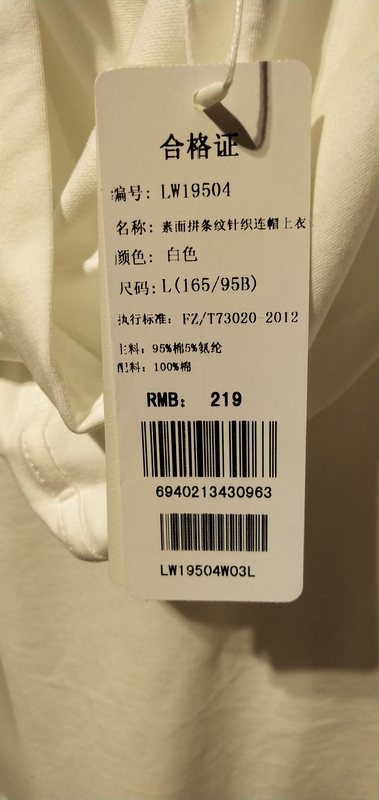 合格证
编号: LW19504
名称: 素面拼条纹针织连帽上衣
颜色: 白色
尺码: L(165/95B)
执行标准: FZ/T73020-2012
主料: 95%棉5%氨纶
配料: 100%棉
RMB: 219
6940213430963
LW19504W03L